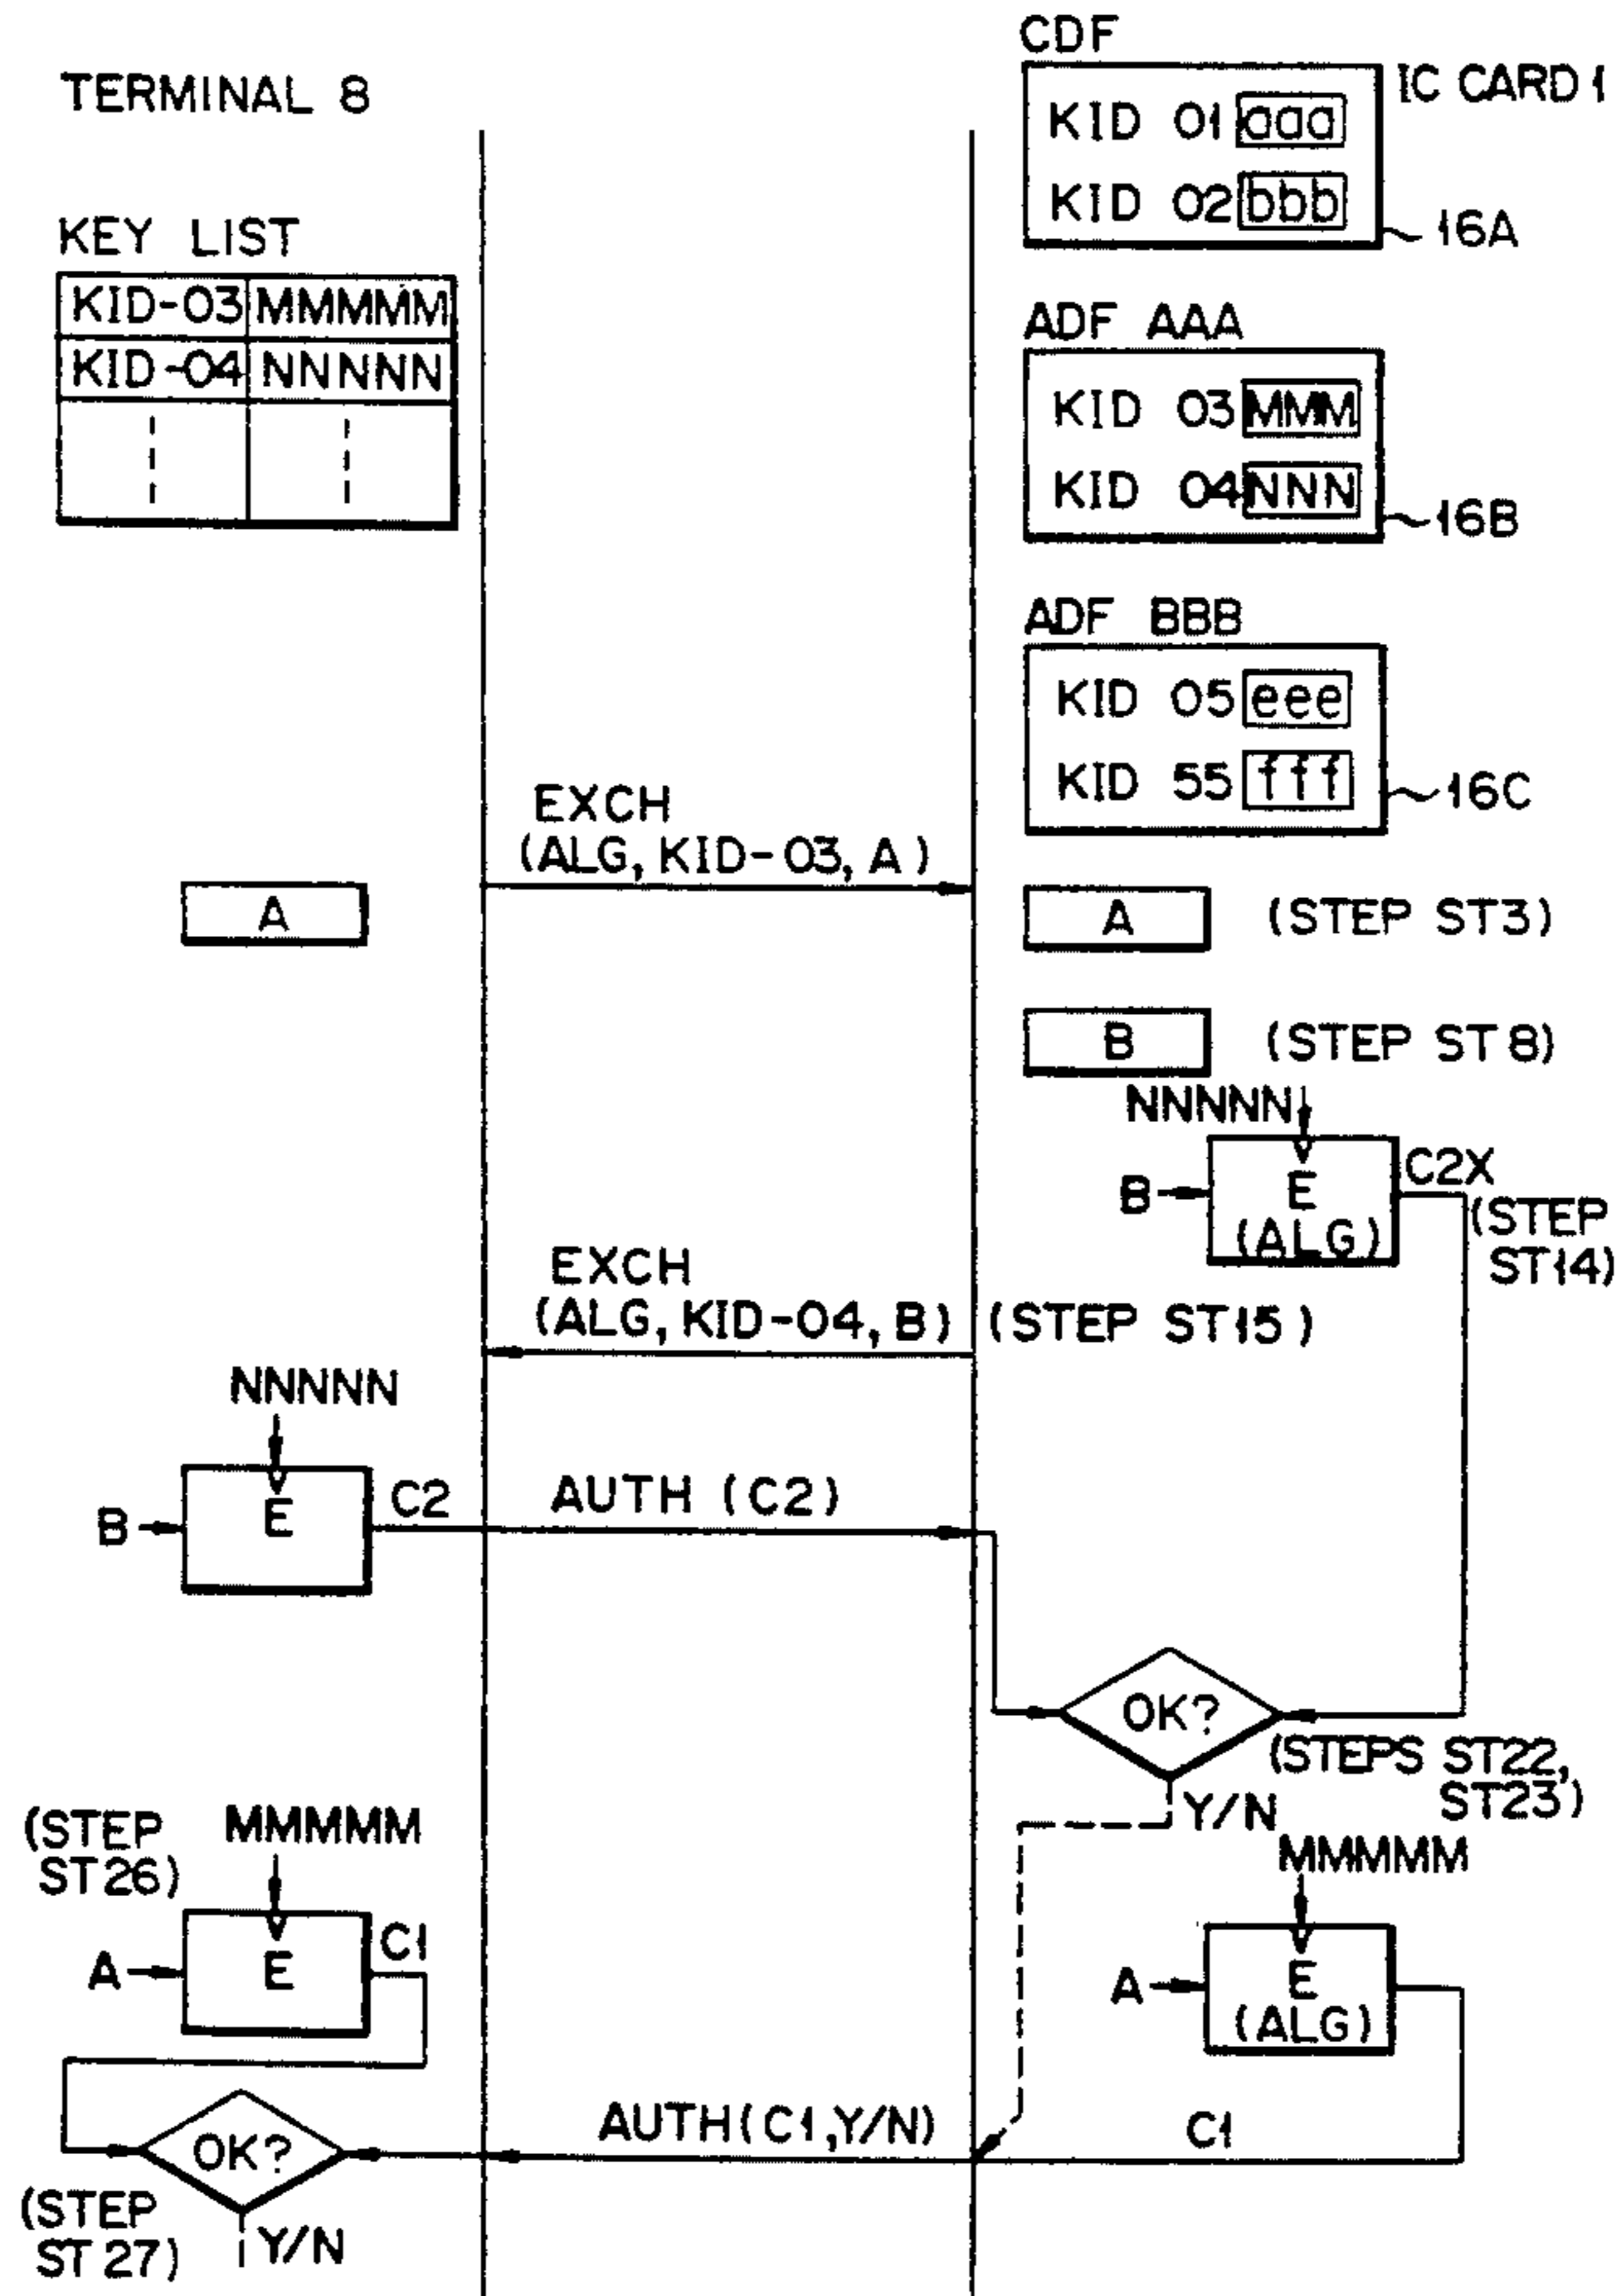 CDF
TERMINAL 8
IC CARD 1
KID 01 aaa
KID 02 bbb
16A
KEY LIST
KID-03 MMMMM
KID-04 NNNNN
ADF AAA
KID 03 MMM
KID 04 NNN
16B
ADF BBB
KID 05 eee
KID 55 fff
16C
EXCH
(ALG, KID-03, A)
A
A (STEP ST3)
B (STEP ST8)
NNNNN
B E
(ALG)
C2X
(STEP
ST14)
EXCH
(ALG, KID-04, B) (STEP ST15)
NNNNN
B E C2
AUTH (C2)
OK?
(STEPS ST22,
ST23)
Y/N
(STEP
ST26)
MMMMM
A E C1
MMMMM
A E
(ALG)
AUTH(C1,Y/N)
C1
OK?
(STEP
ST27)
Y/N